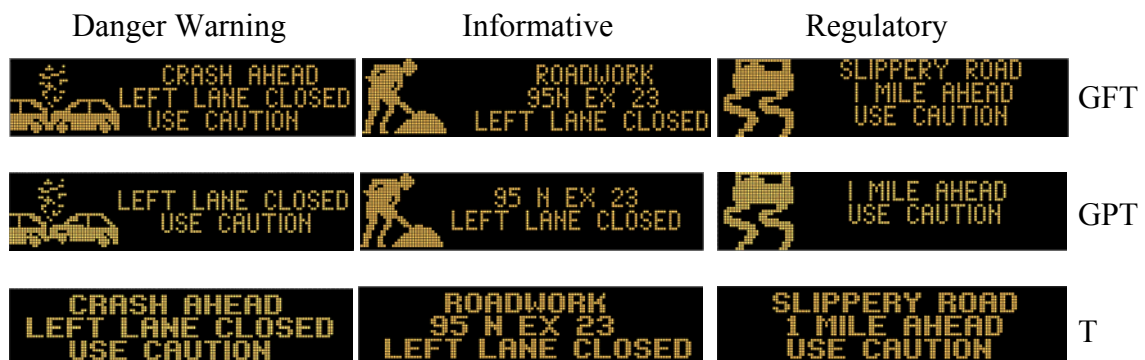 Danger Warning
Informative
Regulatory
CRASH AHEAD
LEFT LANE CLOSED
USE CAUTION
ROADWORK
95N EX 23
LEFT LANE CLOSED
SLIPPERY ROAD
1 MILE AHEAD
USE CAUTION
GFT
LEFT LANE CLOSED
USE CAUTION
95 N EX 23
LEFT LANE CLOSED
1 MILE AHEAD
USE CAUTION
GPT
CRASH AHEAD
LEFT LANE CLOSED
USE CAUTION
ROADWORK
95 N EX 23
LEFT LANE CLOSED
SLIPPERY ROAD
1 MILE AHEAD
USE CAUTION
T